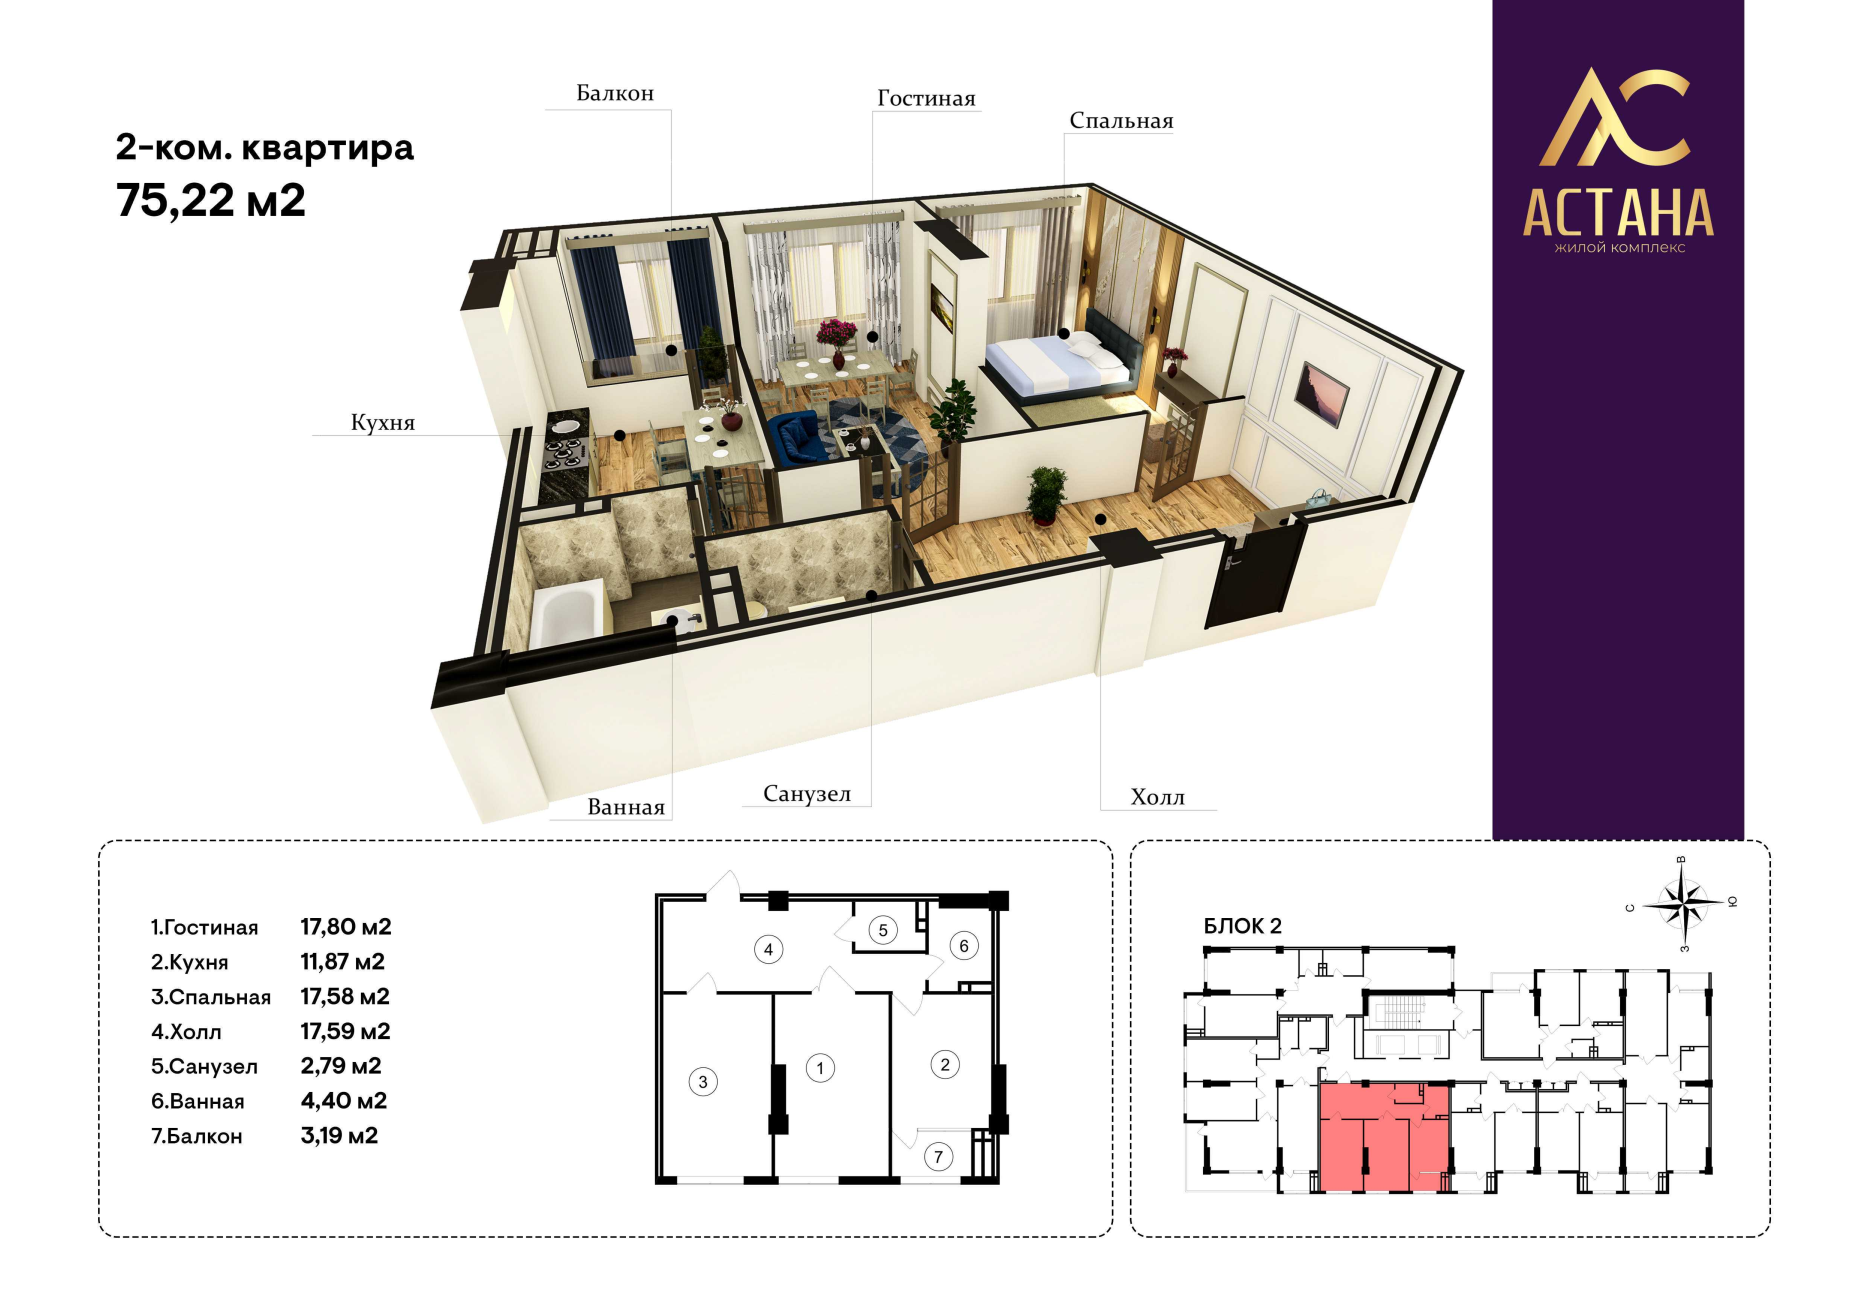 Балкон
Гостиная
Спальная
2-ком. квартира
75,22 м2
АС
АСТАНА
ЖИЛОЙ КОМПЛЕКС
Кухня
Ванная
Санузел
Холл
1.Гостиная 17,80 м2
2.Кухня 11,87 м2
3.Спальная 17,58 м2
4.Холл 17,59 м2
5.Санузел 2,79 м2
6.Ванная 4,40 м2
7.Балкон 3,19 м2
4
5
6
3
1
2
7
БЛОК 2
В
С
Ю
З